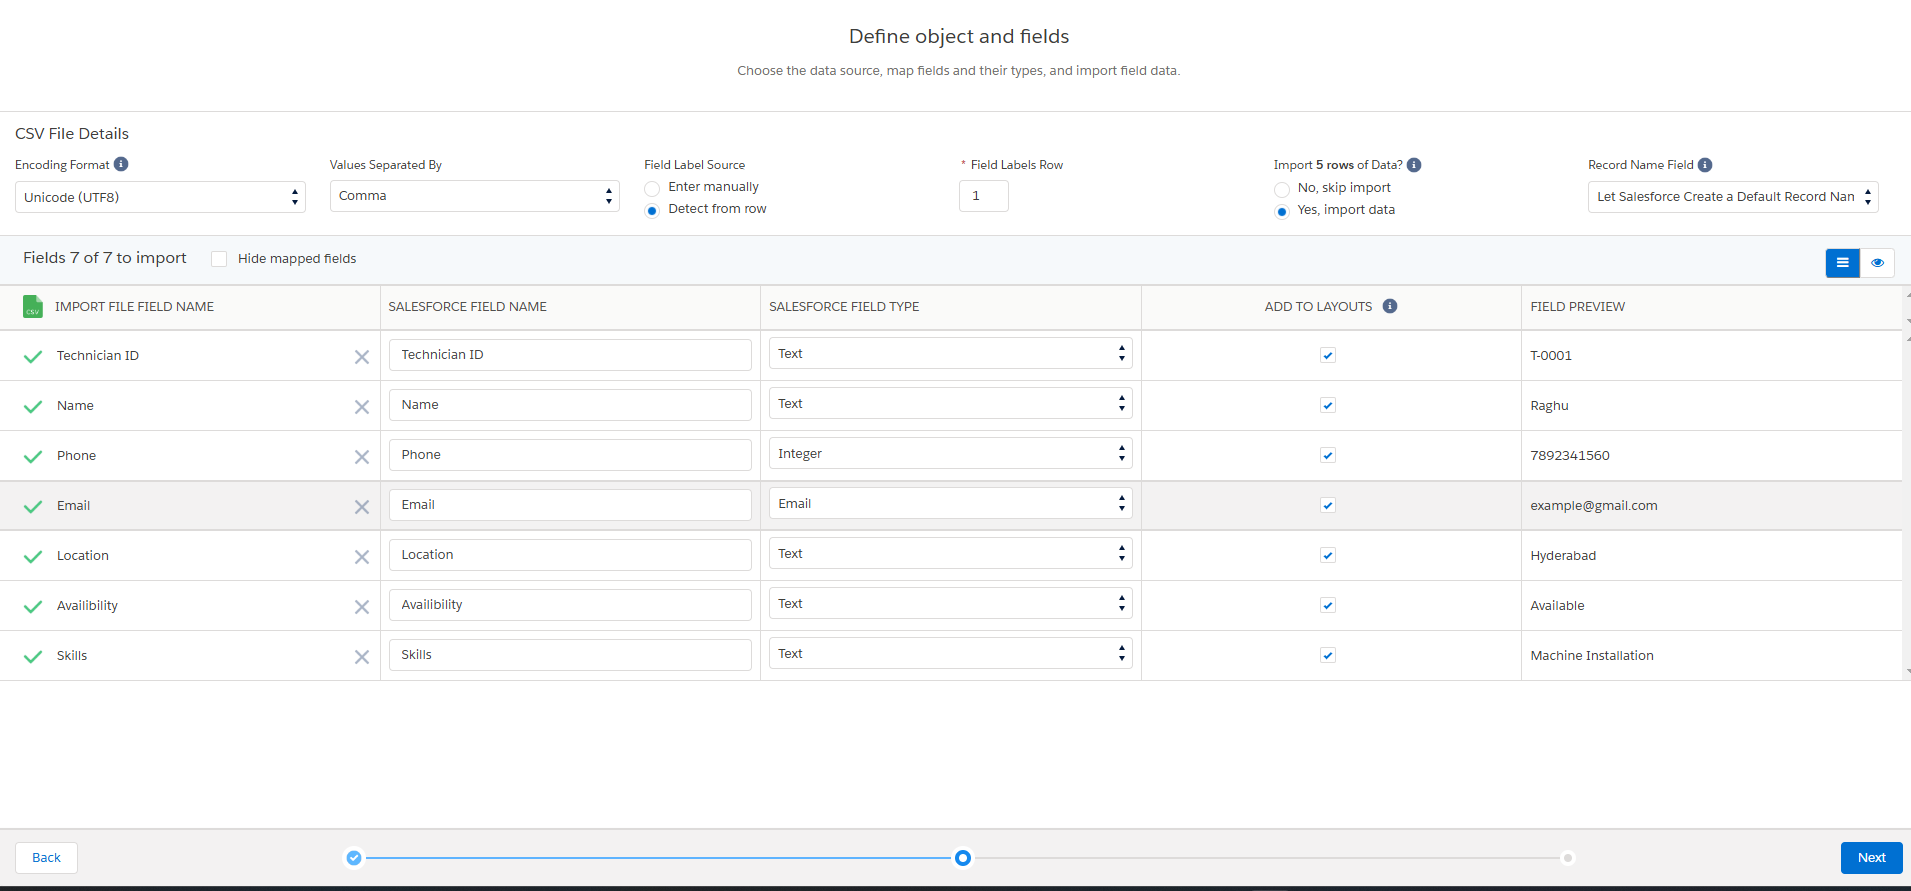 Define object and fields
Choose the data source, map fields and their types, and import field data.
CSV File Details
Encoding Format
Values Separated By
Field Label Source
* Field Labels Row
Import 5 rows of Data?
Record Name Field
Unicode (UTF8)
Comma
Enter manually
Detect from row
1
No, skip import
Yes, import data
Let Salesforce Create a Default Record Nan
Fields 7 of 7 to import
Hide mapped fields
CSV IMPORT FILE FIELD NAME SALESFORCE FIELD NAME SALESFORCE FIELD TYPE ADD TO LAYOUTS FIELD PREVIEW
Technician ID Technician ID Text T-0001
Name Name Text Raghu
Phone Phone Integer 7892341560
Email Email Email example@gmail.com
Location Location Text Hyderabad
Availibility Availibility Text Available
Skills Skills Text Machine Installation
Back
Next